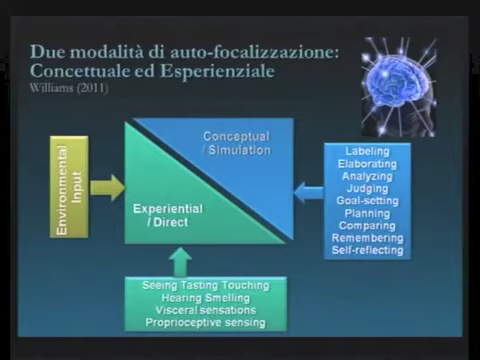 Due modalità di auto-focalizzazione:
Concettuale ed Esperienziale
Williams (2011)
Conceptual
/ Simulation
Environmental
Input
Experiential
/ Direct
Labeling
Elaborating
Analyzing
Judging
Goal-setting
Planning
Comparing
Remembering
Self-reflecting
Seeing Tasting Touching
Hearing Smelling
Visceral sensations
Proprioceptive sensing